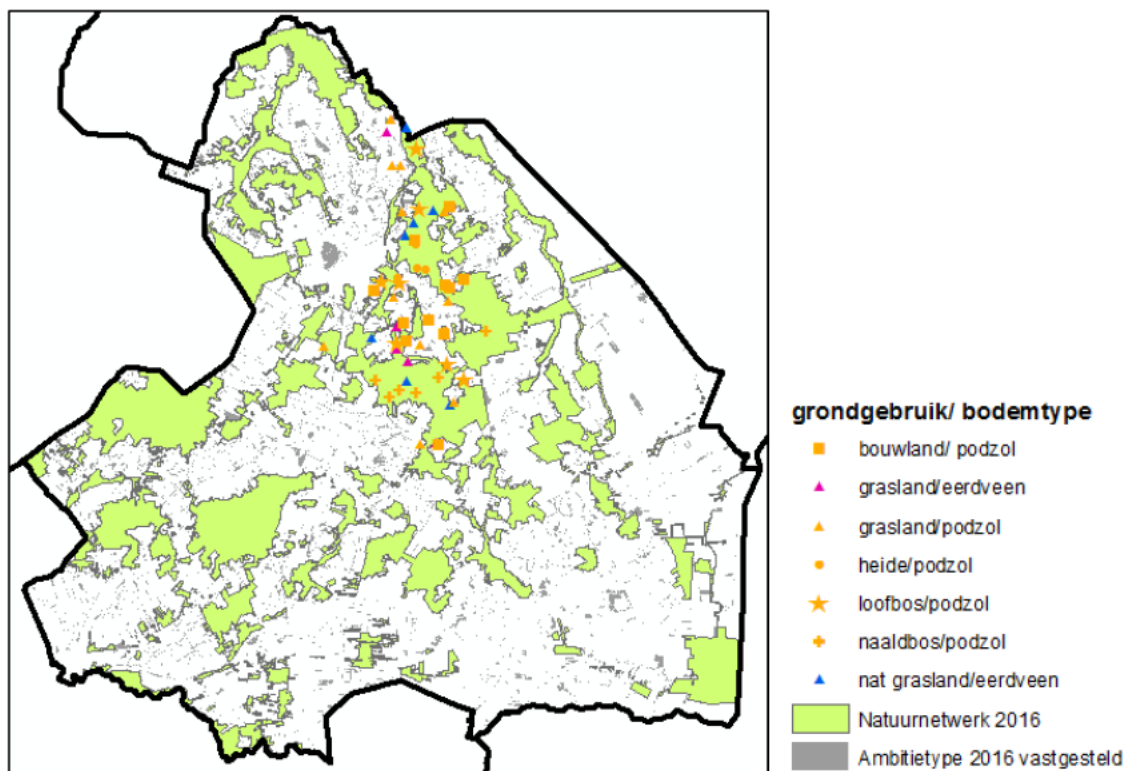 grondgebruik/ bodemtype
bouwland/ podzol
grasland/eerdveen
grasland/podzol
heide/podzol
loofbos/podzol
naaldbos/podzol
nat grasland/eerdveen
Natuurnetwerk 2016
Ambitietype 2016 vastgesteld